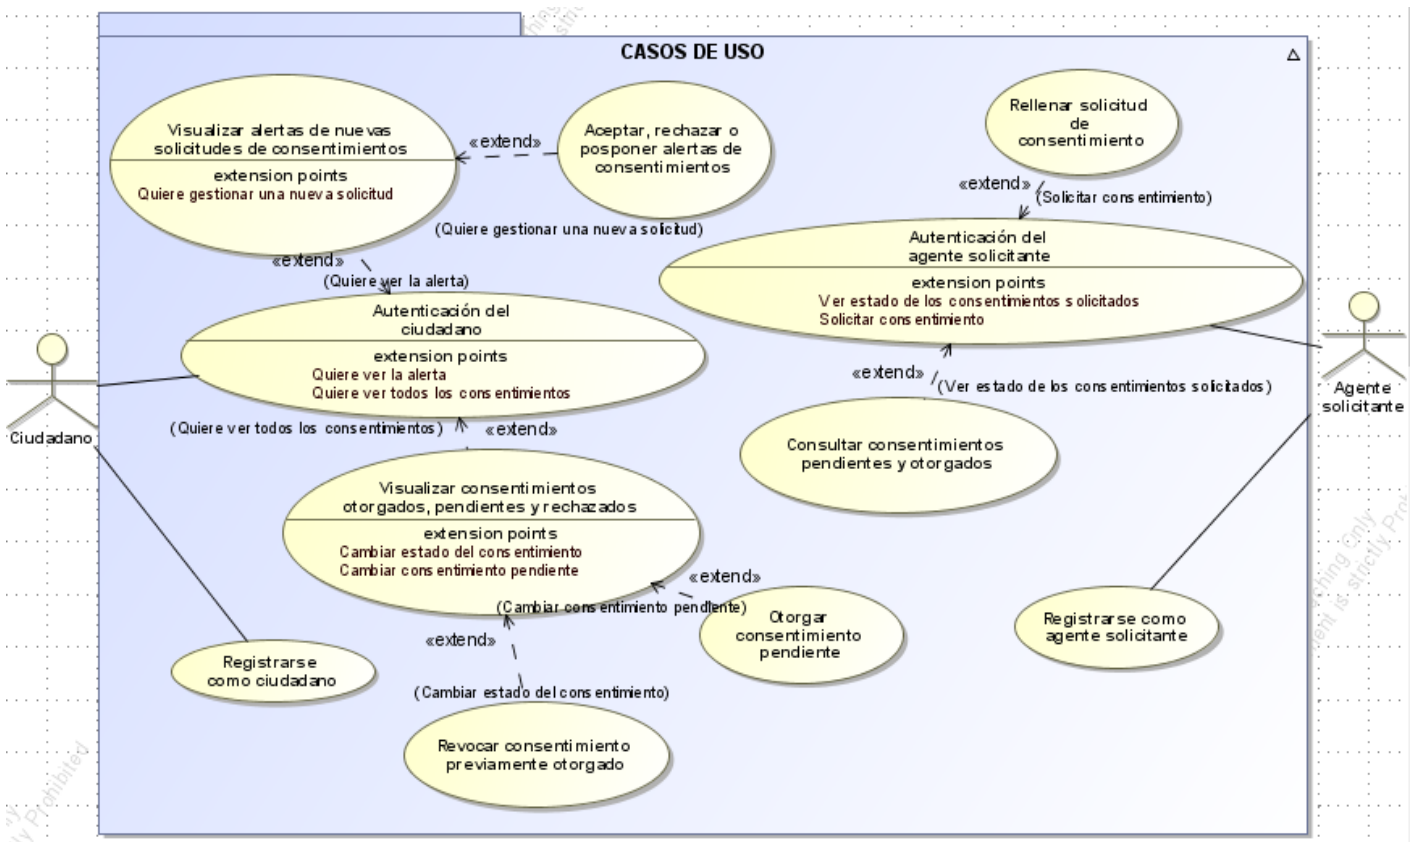 CASOS DE USO
Visualizar alertas de nuevas
solicitudes de consentimientos
extension points
Quiere gestionar una nueva solicitud
«extend»
Aceptar, rechazar o
posponer alertas de
consentimientos
(Quiere gestionar una nueva solicitud)
Rellenar solicitud
de
consentimiento
«extend»
(Solicitar consentimiento)
Autenticación del
agente solicitante
extension points
Ver estado de los consentimientos solicitados
Solicitar consentimiento
«extend»
(Quiere ver la alerta)
Autenticación del
ciudadano
extension points
Quiere ver la alerta
Quiere ver todos los consentimientos
Ciudadano
Agente
solicitante
«extend»
(Ver estado de los consentimientos solicitados)
Consultar consentimientos
pendientes y otorgados
(Quiere ver todos los consentimientos)
«extend»
Visualizar consentimientos
otorgados, pendientes y rechazados
extension points
Cambiar estado del consentimiento
Cambiar consentimiento pendiente
«extend»
(Cambiar consentimiento pendiente)
Otorgar
consentimiento
pendiente
Registrarse como
agente solicitante
Registrarse
como ciudadano
«extend»
(Cambiar estado del consentimiento)
Revocar consentimiento
previamente otorgado